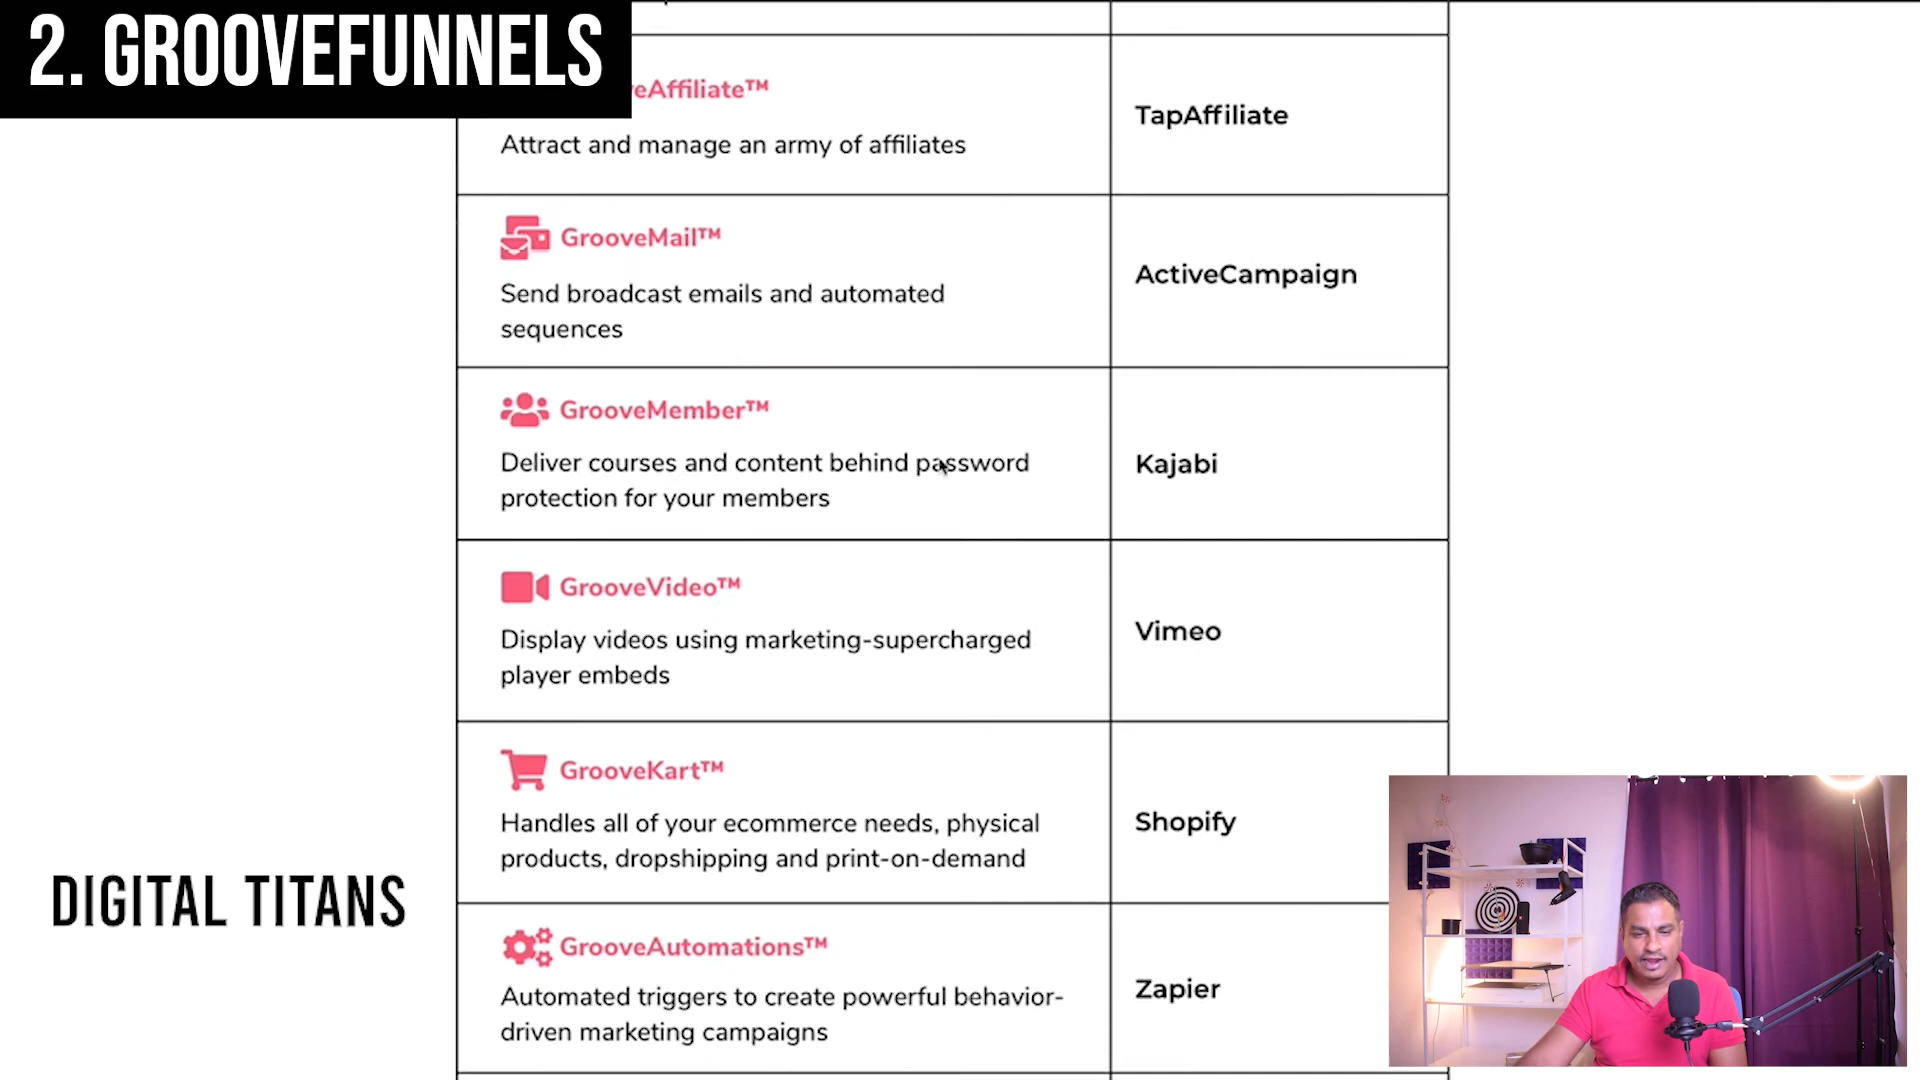 2. GROOVEFUNNELS
eAffiliate™
Attract and manage an army of affiliates
TapAffiliate
GrooveMail™
Send broadcast emails and automated
sequences
ActiveCampaign
GrooveMember™
Deliver courses and content behind password
protection for your members
Kajabi
GrooveVideo™
Display videos using marketing-supercharged
player embeds
Vimeo
GrooveKart™
Handles all of your ecommerce needs, physical
products, dropshipping and print-on-demand
Shopify
GrooveAutomations™
Automated triggers to create powerful behavior-
driven marketing campaigns
Zapier
DIGITAL TITANS